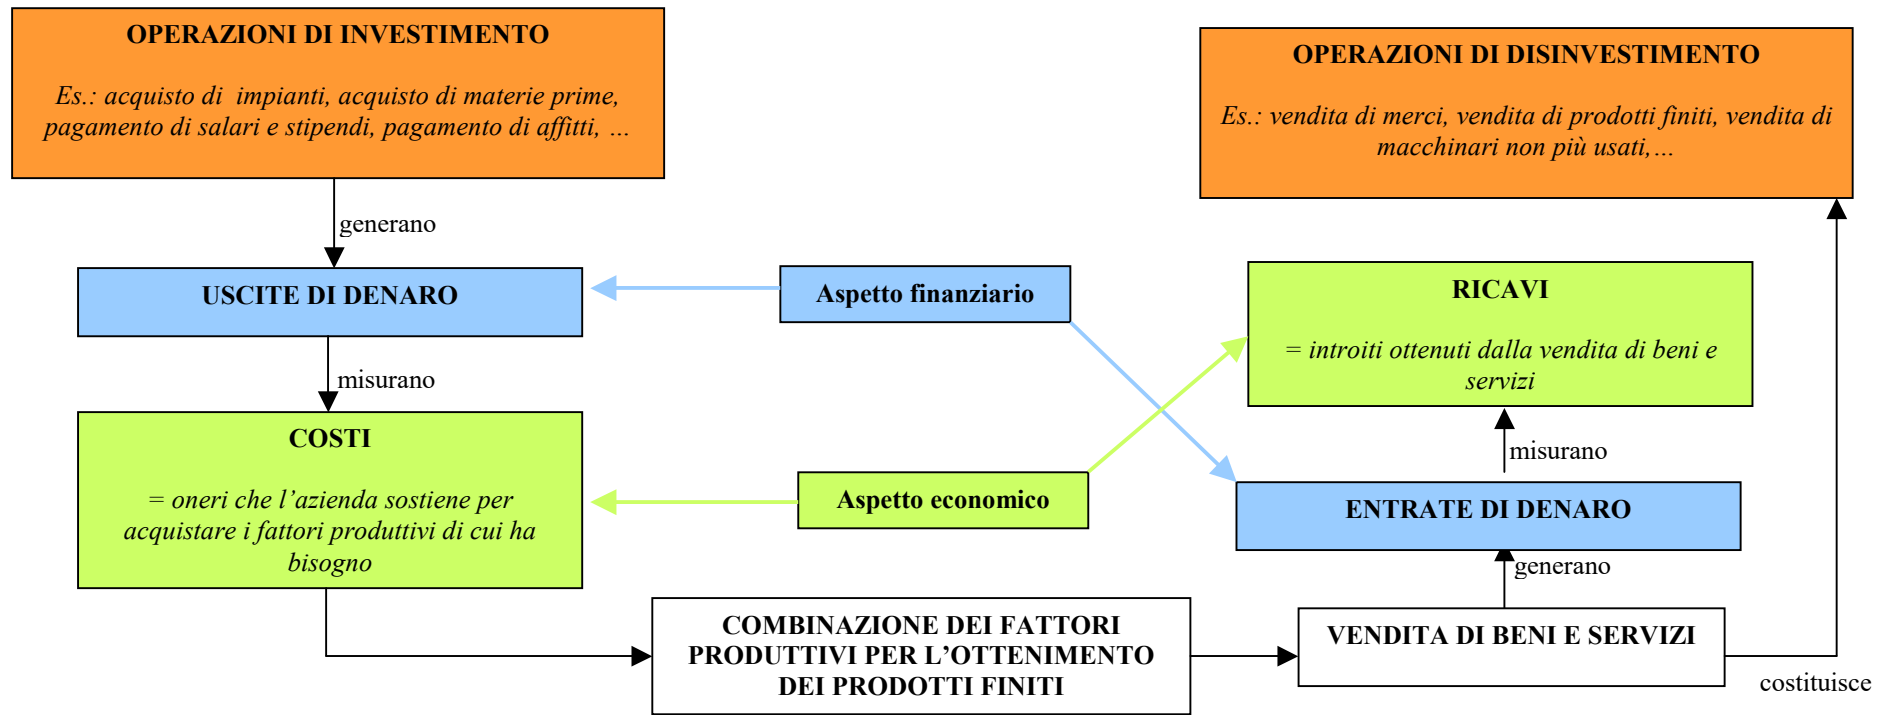 OPERAZIONI DI INVESTIMENTO
Es.: acquisto di impianti, acquisto di materie prime,
pagamento di salari e stipendi, pagamento di affitti, …
generano
USCITE DI DENARO
misurano
COSTI
= oneri che l’azienda sostiene per
acquistare i fattori produttivi di cui ha
bisogno
Aspetto finanziario
Aspetto economico
COMBINAZIONE DEI FATTORI
PRODUTTIVI PER L’OTTENIMENTO
DEI PRODOTTI FINITI
OPERAZIONI DI DISINVESTIMENTO
Es.: vendita di merci, vendita di prodotti finiti, vendita di
macchinari non più usati,…
RICAVI
= introiti ottenuti dalla vendita di beni e
servizi
misurano
ENTRATE DI DENARO
generano
VENDITA DI BENI E SERVIZI
costituisce